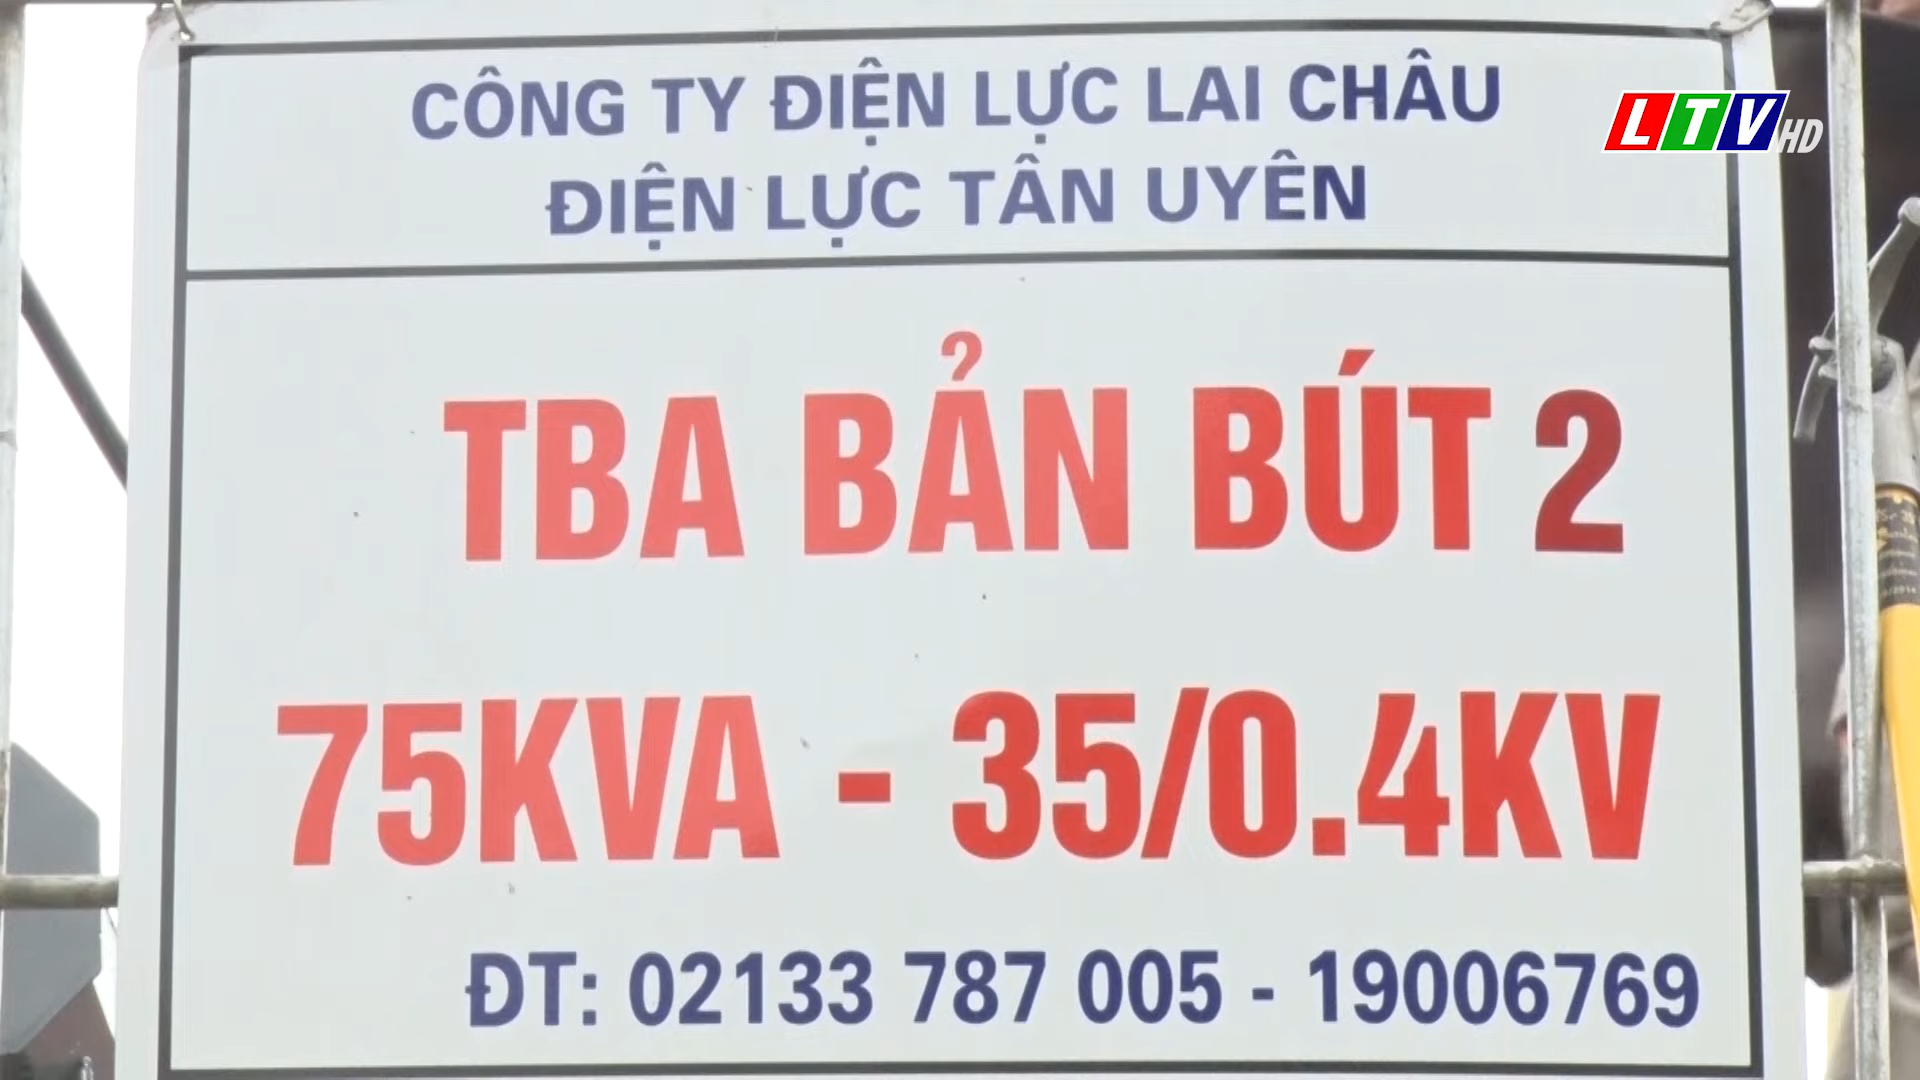 CÔNG TY ĐIỆN LỰC LAI CHÂU
LTV HD
ĐIỆN LỰC TÂN UYÊN
TBA BẢN BÚT 2
75KVA - 35/0.4KV
ĐT: 02133 787 005 - 19006769